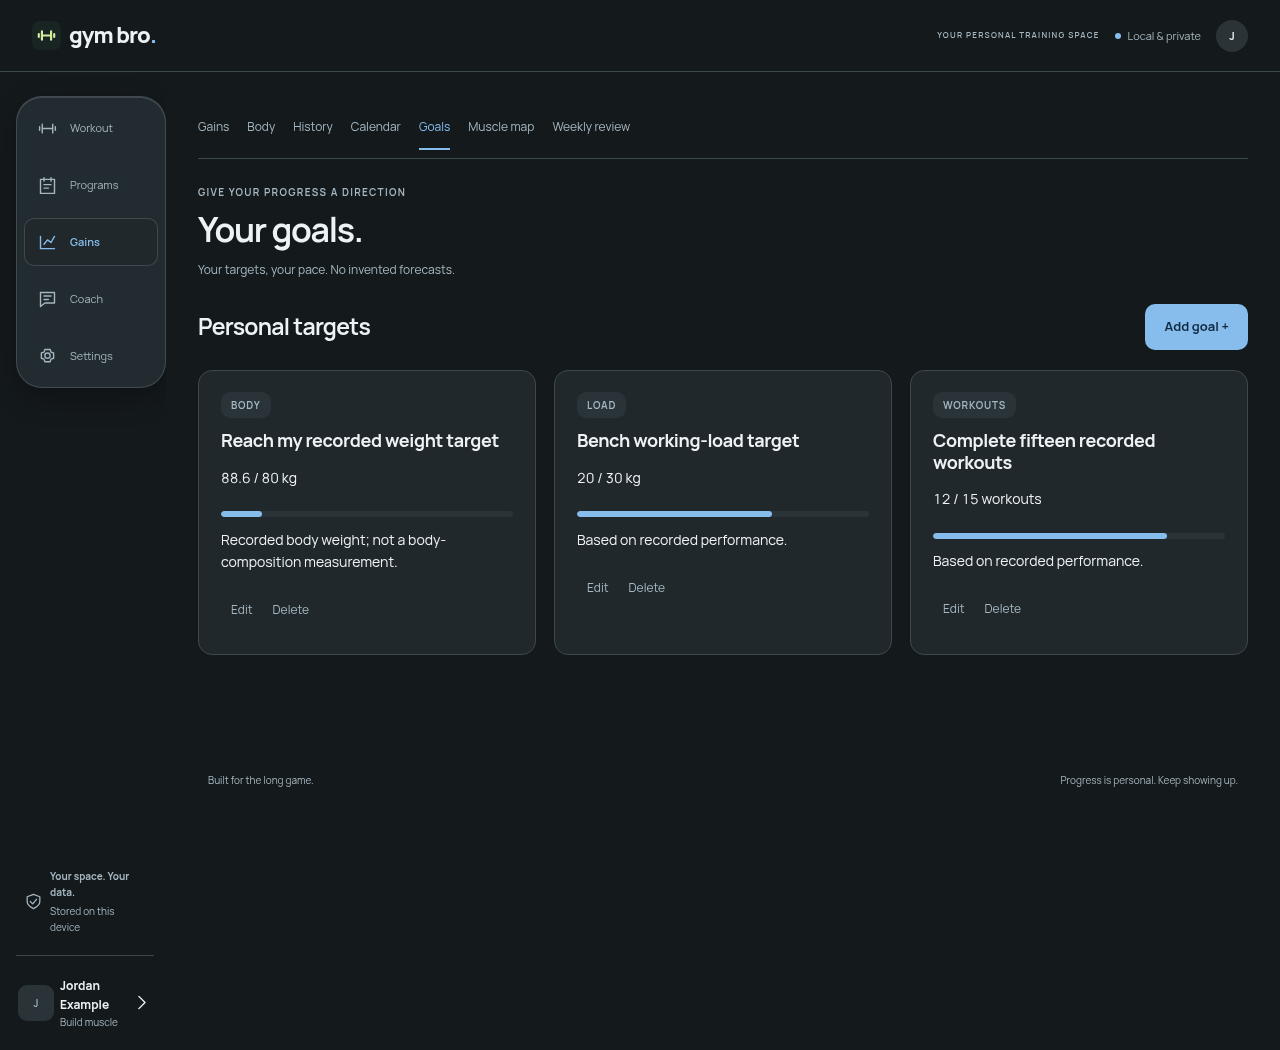 gym bro.
YOUR PERSONAL TRAINING SPACE
Local & private
J
Workout
Programs
Gains
Coach
Settings
Gains Body History Calendar Goals Muscle map Weekly review
GIVE YOUR PROGRESS A DIRECTION
Your goals.
Your targets, your pace. No invented forecasts.
Personal targets
Add goal +
BODY
Reach my recorded weight target
88.6 / 80 kg
Recorded body weight; not a body-
composition measurement.
Edit Delete
LOAD
Bench working-load target
20 / 30 kg
Based on recorded performance.
Edit Delete
WORKOUTS
Complete fifteen recorded
workouts
12 / 15 workouts
Based on recorded performance.
Edit Delete
Built for the long game.
Progress is personal. Keep showing up.
Your space. Your
data.
Stored on this
device
J
Jordan
Example
Build muscle